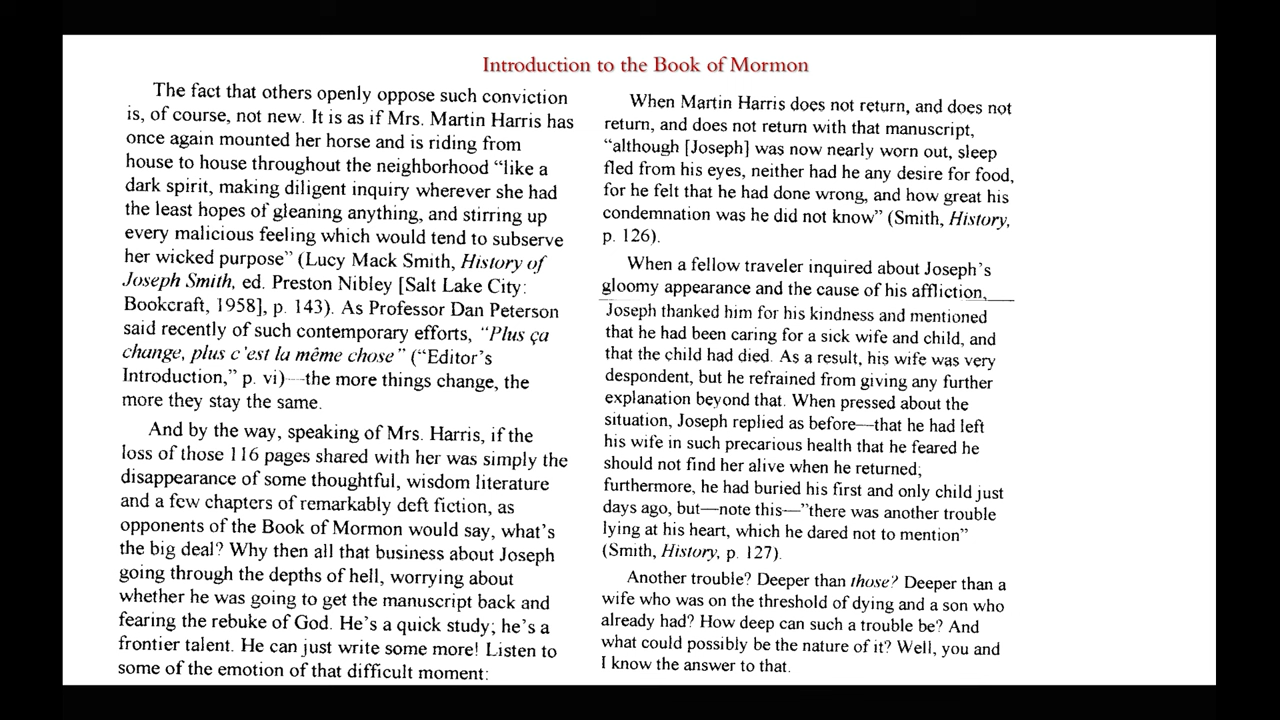 Introduction to the Book of Mormon
The fact that others openly oppose such conviction
is, of course, not new. It is as if Mrs. Martin Harris has
once again mounted her horse and is riding from
house to house throughout the neighborhood “like a
dark spirit, making diligent inquiry wherever she had
the least hopes of gleaning anything, and stirring up
every malicious feeling which would tend to subserve
her wicked purpose” (Lucy Mack Smith, History of
Joseph Smith, ed. Preston Nibley [Salt Lake City:
Bookcraft, 1958], p. 143). As Professor Dan Peterson
said recently of such contemporary efforts, “Plus ça
change, plus c’est la même chose” (“Editor’s
Introduction,” p. vi)—the more things change, the
more they stay the same.
And by the way, speaking of Mrs. Harris, if the
loss of those 116 pages shared with her was simply the
disappearance of some thoughtful, wisdom literature
and a few chapters of remarkably deft fiction, as
opponents of the Book of Mormon would say, what’s
the big deal? Why then all that business about Joseph
going through the depths of hell, worrying about
whether he was going to get the manuscript back and
fearing the rebuke of God. He’s a quick study; he’s a
frontier talent. He can just write some more! Listen to
some of the emotion of that difficult moment:
When Martin Harris does not return, and does not
return, and does not return with that manuscript,
“although [Joseph] was now nearly worn out, sleep
fled from his eyes, neither had he any desire for food,
for he felt that he had done wrong, and how great his
condemnation was he did not know” (Smith, History,
p. 126).
When a fellow traveler inquired about Joseph’s
gloomy appearance and the cause of his affliction,
Joseph thanked him for his kindness and mentioned
that he had been caring for a sick wife and child, and
that the child had died. As a result, his wife was very
despondent, but he refrained from giving any further
explanation beyond that. When pressed about the
situation, Joseph replied as before—that he had left
his wife in such precarious health that he feared he
should not find her alive when he returned;
furthermore, he had buried his first and only child just
days ago, but—note this—”there was another trouble
lying at his heart, which he dared not to mention”
(Smith, History, p. 127).
Another trouble? Deeper than those? Deeper than a
wife who was on the threshold of dying and a son who
already had? How deep can such a trouble be? And
what could possibly be the nature of it? Well, you and
I know the answer to that.